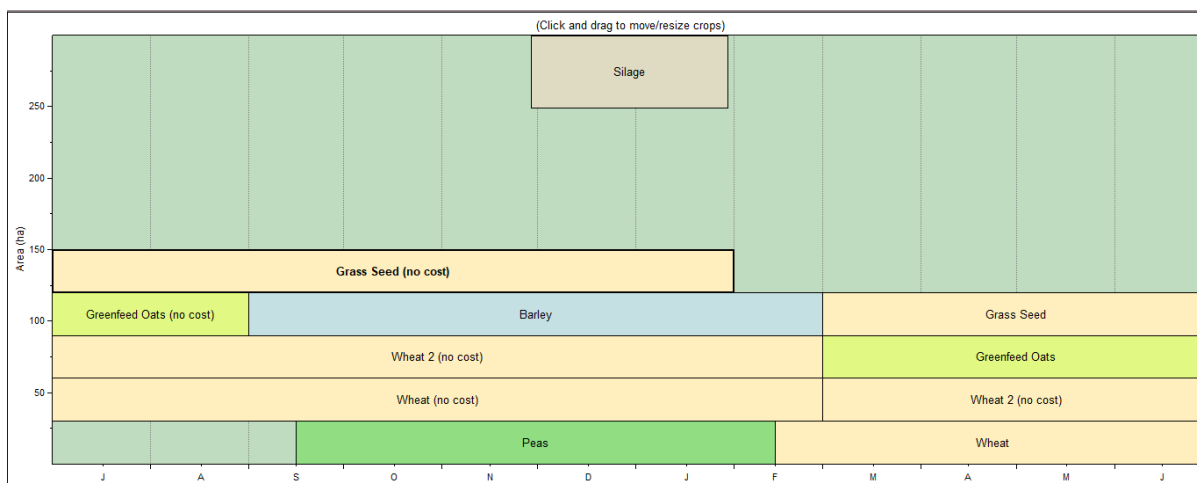 (Click and drag to move/resize crops)
Silage
250
200
Area (ha)
150
Grass Seed (no cost)
Greenfeed Oats (no cost) Barley Grass Seed
100
Wheat 2 (no cost) Greenfeed Oats
50
Wheat (no cost) Wheat 2 (no cost)
Peas Wheat
J A S O N D J F M A M J